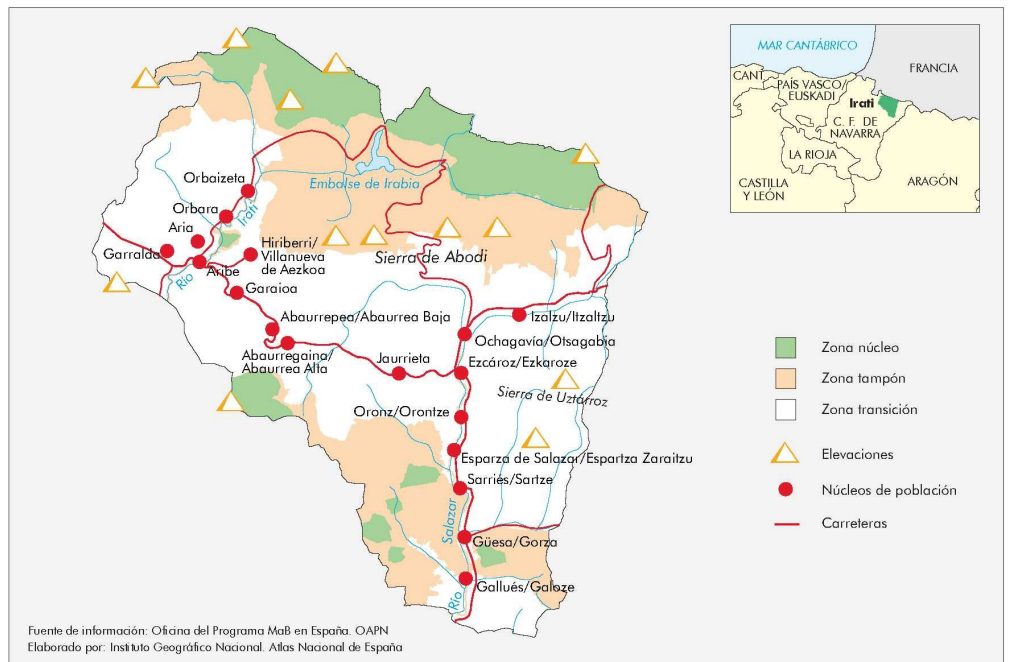 MAR CANTÁBRICO
FRANCIA
CANT.
PAÍS VASCO/
EUSKADI
Irati
C. F. DE
NAVARRA
LA RIOJA
CASTILLA
Y LEÓN
ARAGÓN
Orbaizeta
Embalse de Irabia
Orbara
Irati
Aria
Garralda
Hiriberri/
Villanueva
de Aezkoa
Sierra de Abodi
Aribe
Río
Garaioa
Abaurrepea/Abaurrea Baja
Izalzu/Itzaltzu
Ochagavía/Otsagabia
Abaurregaina/
Abaurrea Alta
Jaurrieta
Ezcároz/Ezkaroze
Sierra de Uztárroz
Oronz/Orontze
Esparza de Salazar/Espartza Zaraitzu
Sarriés/Sartze
Salazar
Güesa/Gorza
Gallués/Galoze
Río
Zona núcleo
Zona tampón
Zona transición
Elevaciones
Núcleos de población
Carreteras
Fuente de información: Oficina del Programa MaB en España. OAPN
Elaborado por: Instituto Geográfico Nacional. Atlas Nacional de España